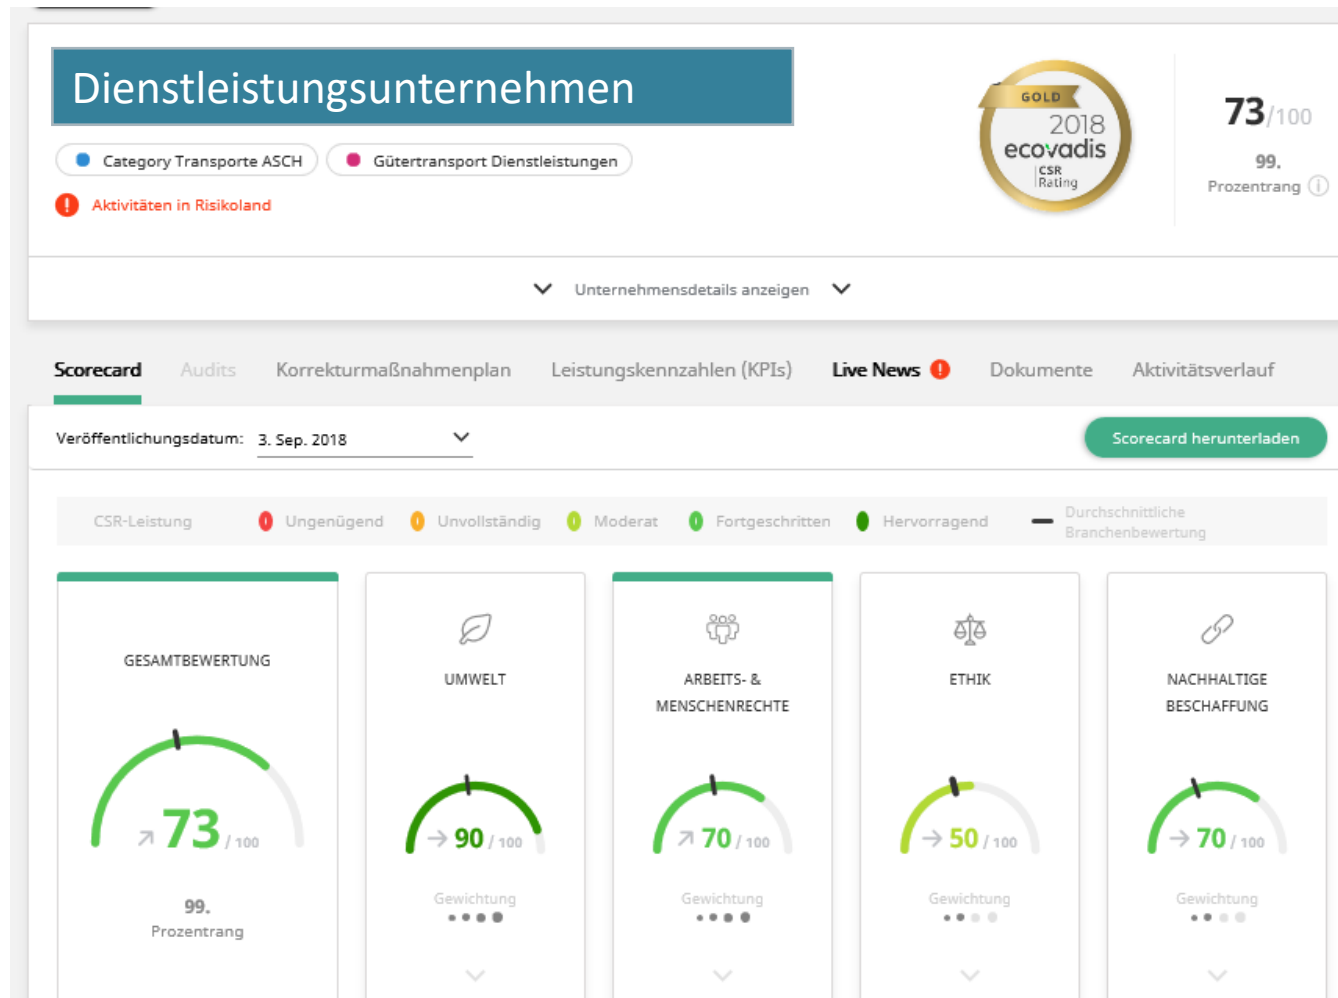 Dienstleistungsunternehmen
Category Transporte ASCH
Gütertransport Dienstleistungen
Aktivitäten in Risikoland
GOLD
2018
ecovadis
CSR
Rating
73/100
99.
Prozentrang
Unternehmensdetails anzeigen
Scorecard Audits Korrekturmaßnahmenplan Leistungskennzahlen (KPIs) Live News Dokumente Aktivitätsverlauf
Veröffentlichungsdatum: 3. Sep. 2018
Scorecard herunterladen
CSR-Leistung Ungenügend Unvollständig Moderat Fortgeschritten Hervorragend Durchschnittliche
Branchenbewertung
GESAMTBEWERTUNG
73 / 100
99.
Prozentrang
UMWELT
90 / 100
Gewichtung
ARBEITS- &
MENSCHENRECHTE
70 / 100
Gewichtung
ETHIK
50 / 100
Gewichtung
NACHHALTIGE
BESCHAFFUNG
70 / 100
Gewichtung